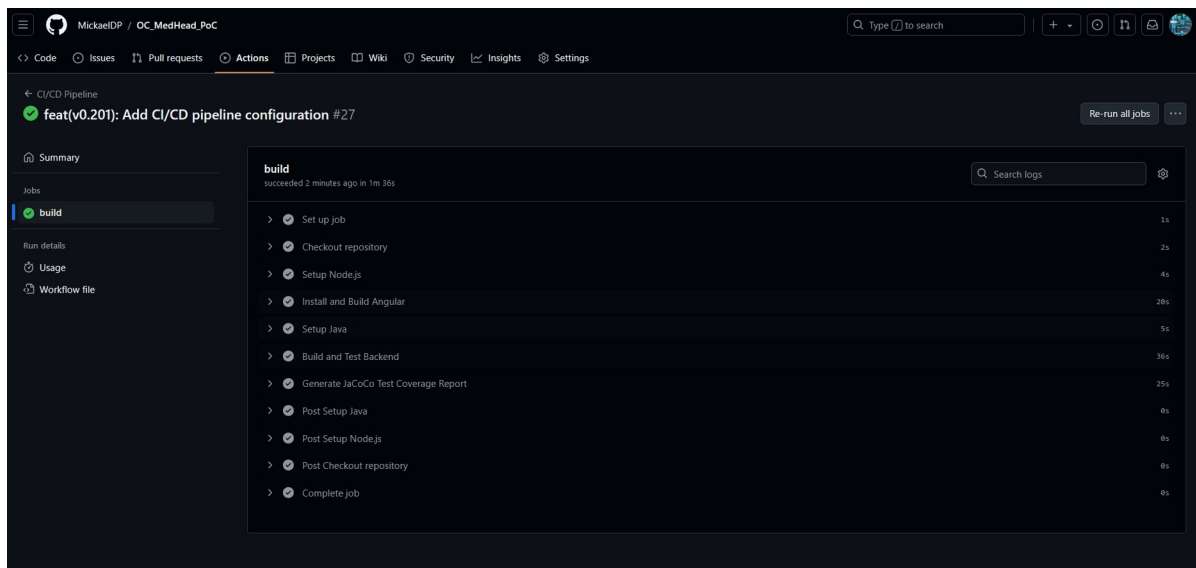 MickaelDP / OC_MedHead_PoC
Type / to search
Code Issues Pull requests Actions Projects Wiki Security Insights Settings
CI/CD Pipeline
feat(v0.201): Add CI/CD pipeline configuration #27
Re-run all jobs
Summary
Jobs
build
Run details
Usage
Workflow file
build
succeeded 2 minutes ago in 1m 36s
Search logs
Set up job 1s
Checkout repository 2s
Setup Node.js 4s
Install and Build Angular 20s
Setup Java 5s
Build and Test Backend 36s
Generate JaCoCo Test Coverage Report 25s
Post Setup Java 0s
Post Setup Node.js 0s
Post Checkout repository 0s
Complete job 0s